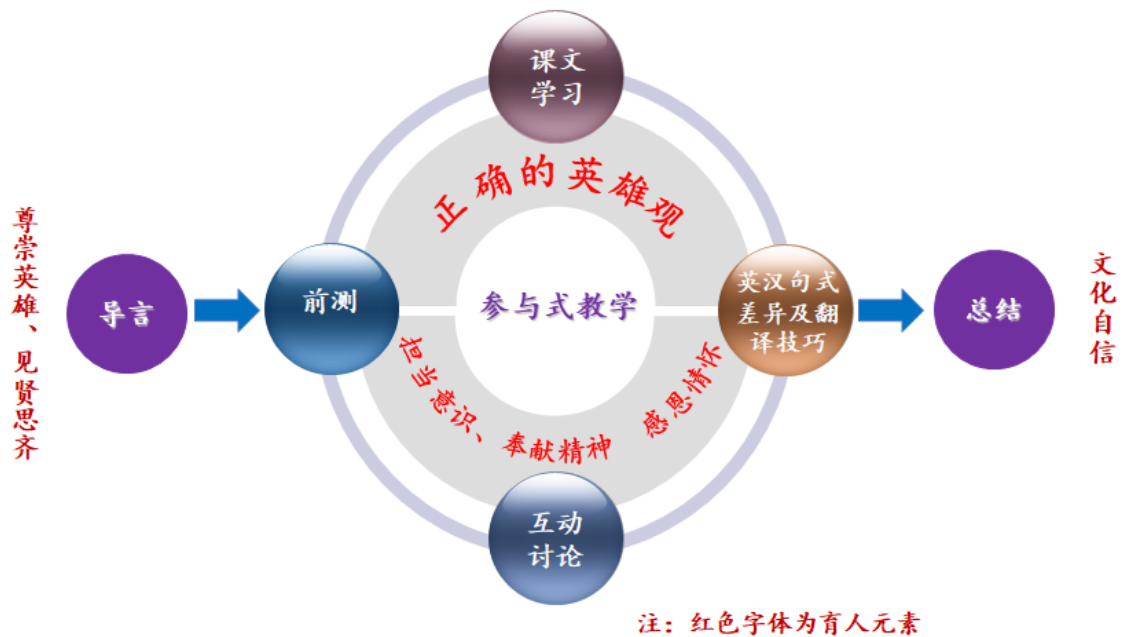 课文
学习
正确的英雄观
尊崇英雄、见贤思齐
导言
前测
参与式教学
英汉句式
差异及翻
译技巧
总结
文化自信
担当意识、奉献精神
感恩情怀
互动
讨论
注：红色字体为育人元素